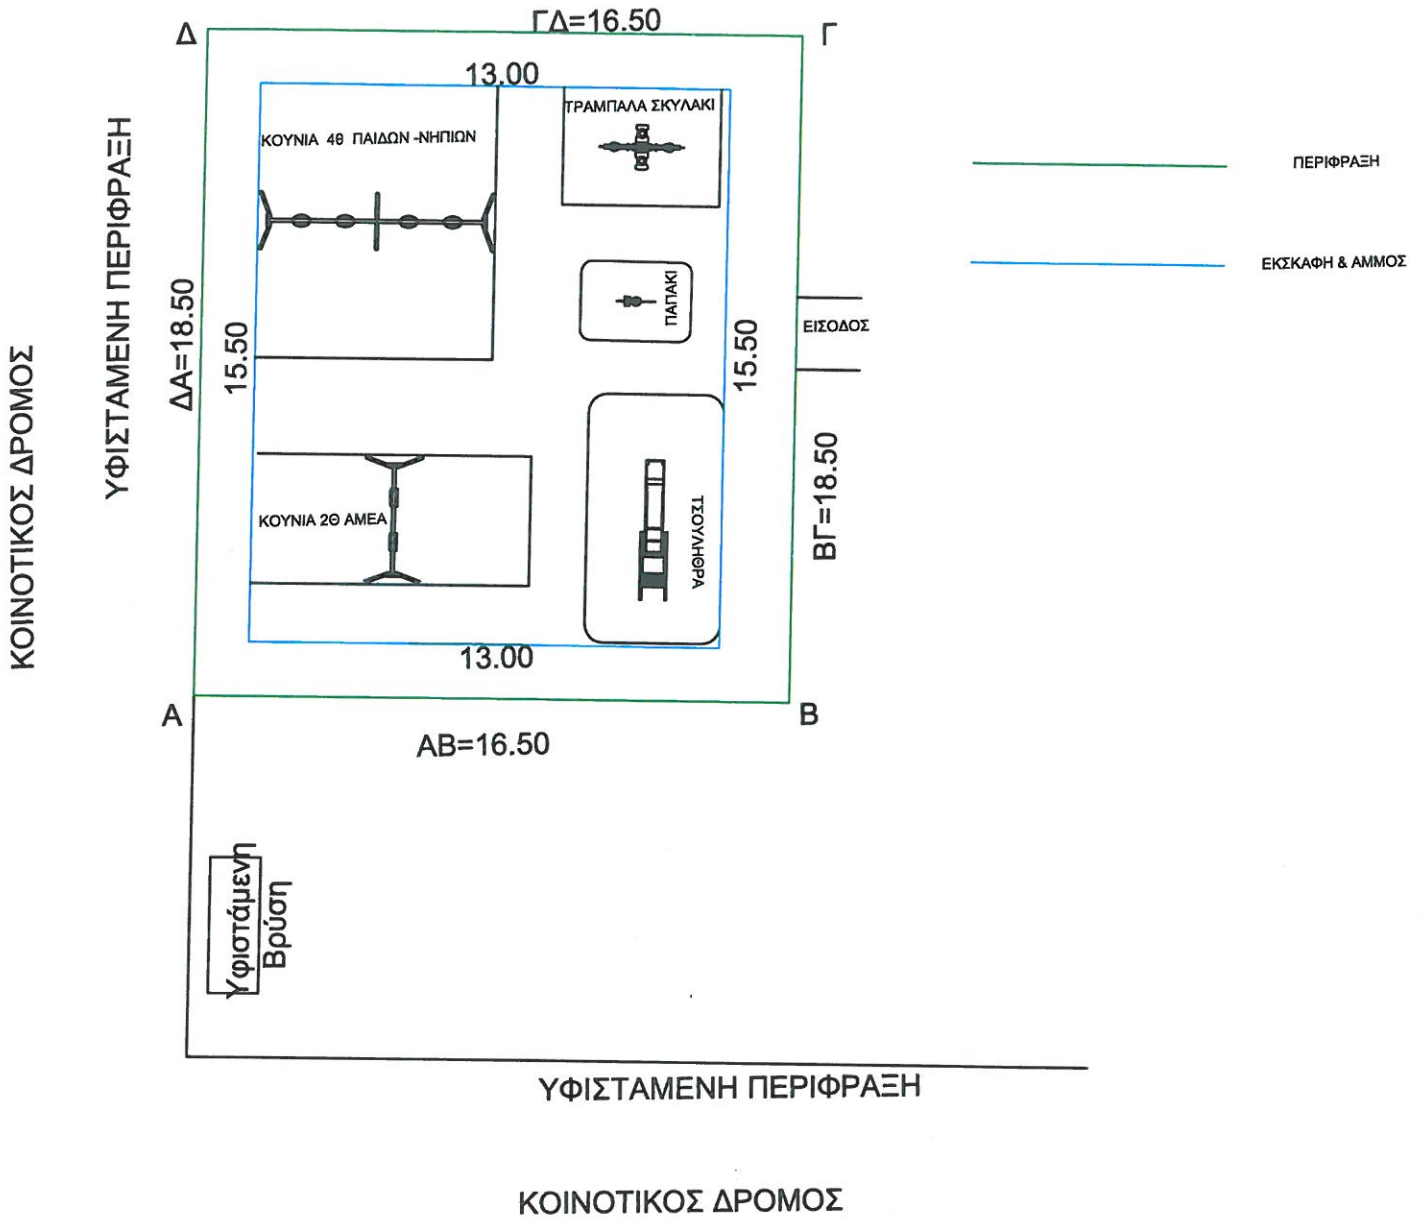 Δ
ΓΔ=16.50
Γ
13.00
ΚΟΥΝΙΑ 4θ ΠΑΙΔΩΝ -ΝΗΠΙΩΝ
ΤΡΑΜΠΑΛΑ ΣΚΥΛΑΚΙ
ΠΕΡΙΦΡΑΞΗ
ΕΚΣΚΑΦΗ & ΑΜΜΟΣ
ΥΦΙΣΤΑΜΕΝΗ ΠΕΡΙΦΡΑΞΗ
ΠΑΠΑΚΙ
ΕΙΣΟΔΟΣ
ΔΑ=18.50
15.50
15.50
ΚΟΙΝΟΤΙΚΟΣ ΔΡΟΜΟΣ
ΒΓ=18.50
ΚΟΥΝΙΑ 2Θ ΑΜΕΑ
ΤΣΟΥΛΗΘΡΑ
13.00
Α
Β
ΑΒ=16.50
Υφιστάμενη
Βρύση
ΥΦΙΣΤΑΜΕΝΗ ΠΕΡΙΦΡΑΞΗ
ΚΟΙΝΟΤΙΚΟΣ ΔΡΟΜΟΣ